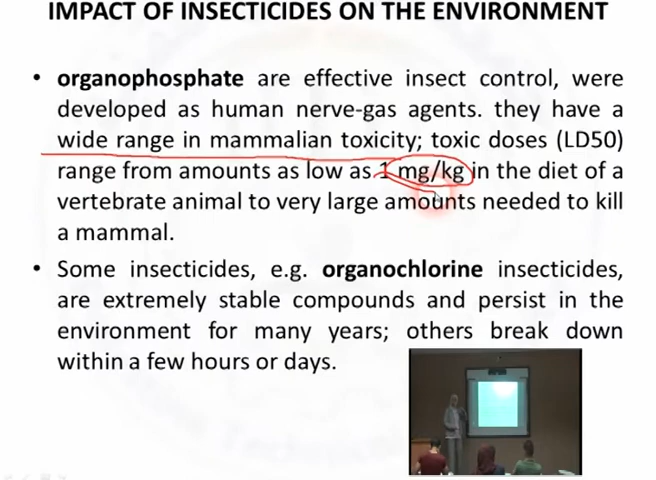 IMPACT OF INSECTICIDES ON THE ENVIRONMENT
• organophosphate are effective insect control, were
developed as human nerve-gas agents. they have a
wide range in mammalian toxicity; toxic doses (LD50)
range from amounts as low as 1 mg/kg in the diet of a
vertebrate animal to very large amounts needed to kill
a mammal.
• Some insecticides, e.g. organochlorine insecticides,
are extremely stable compounds and persist in the
environment for many years; others break down
within a few hours or days.